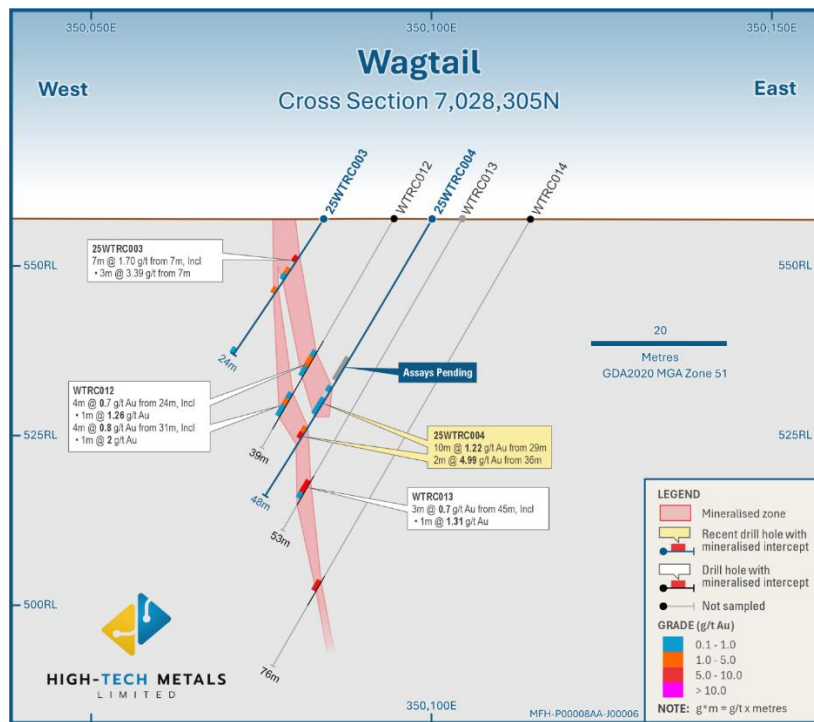 350,050E
350,100E
350,150E
Wagtail
West
East
Cross Section 7,028,305N
25WTRC003
WTRC012
25WTRC004
WTRC013
WTRC014
25WTRC003
7m @ 1.70 g/t from 7m, Incl
• 3m @ 3.39 g/t from 7m
550RL
550RL
24m
20
Metres
GDA2020 MGA Zone 51
Assays Pending
WTRC012
4m @ 0.7 g/t Au from 24m, Incl
• 1m @ 1.26 g/t Au
4m @ 0.8 g/t Au from 31m, Incl
• 1m @ 2 g/t Au
525RL
525RL
39m
25WTRC004
10m @ 1.22 g/t Au from 29m
2m @ 4.99 g/t Au from 36m
48m
WTRC013
3m @ 0.7 g/t Au from 45m, Incl
• 1m @ 1.31 g/t Au
53m
500RL
76m
LEGEND
Mineralised zone
Recent drill hole with
mineralised intercept
Drill hole with
mineralised intercept
Not sampled
GRADE (g/t Au)
0.1 - 1.0
1.0 - 5.0
5.0 - 10.0
> 10.0
NOTE: g*m = g/t x metres
HIGH-TECH METALS
LIMITED
350,100E
MFH-P00008AA-J00006